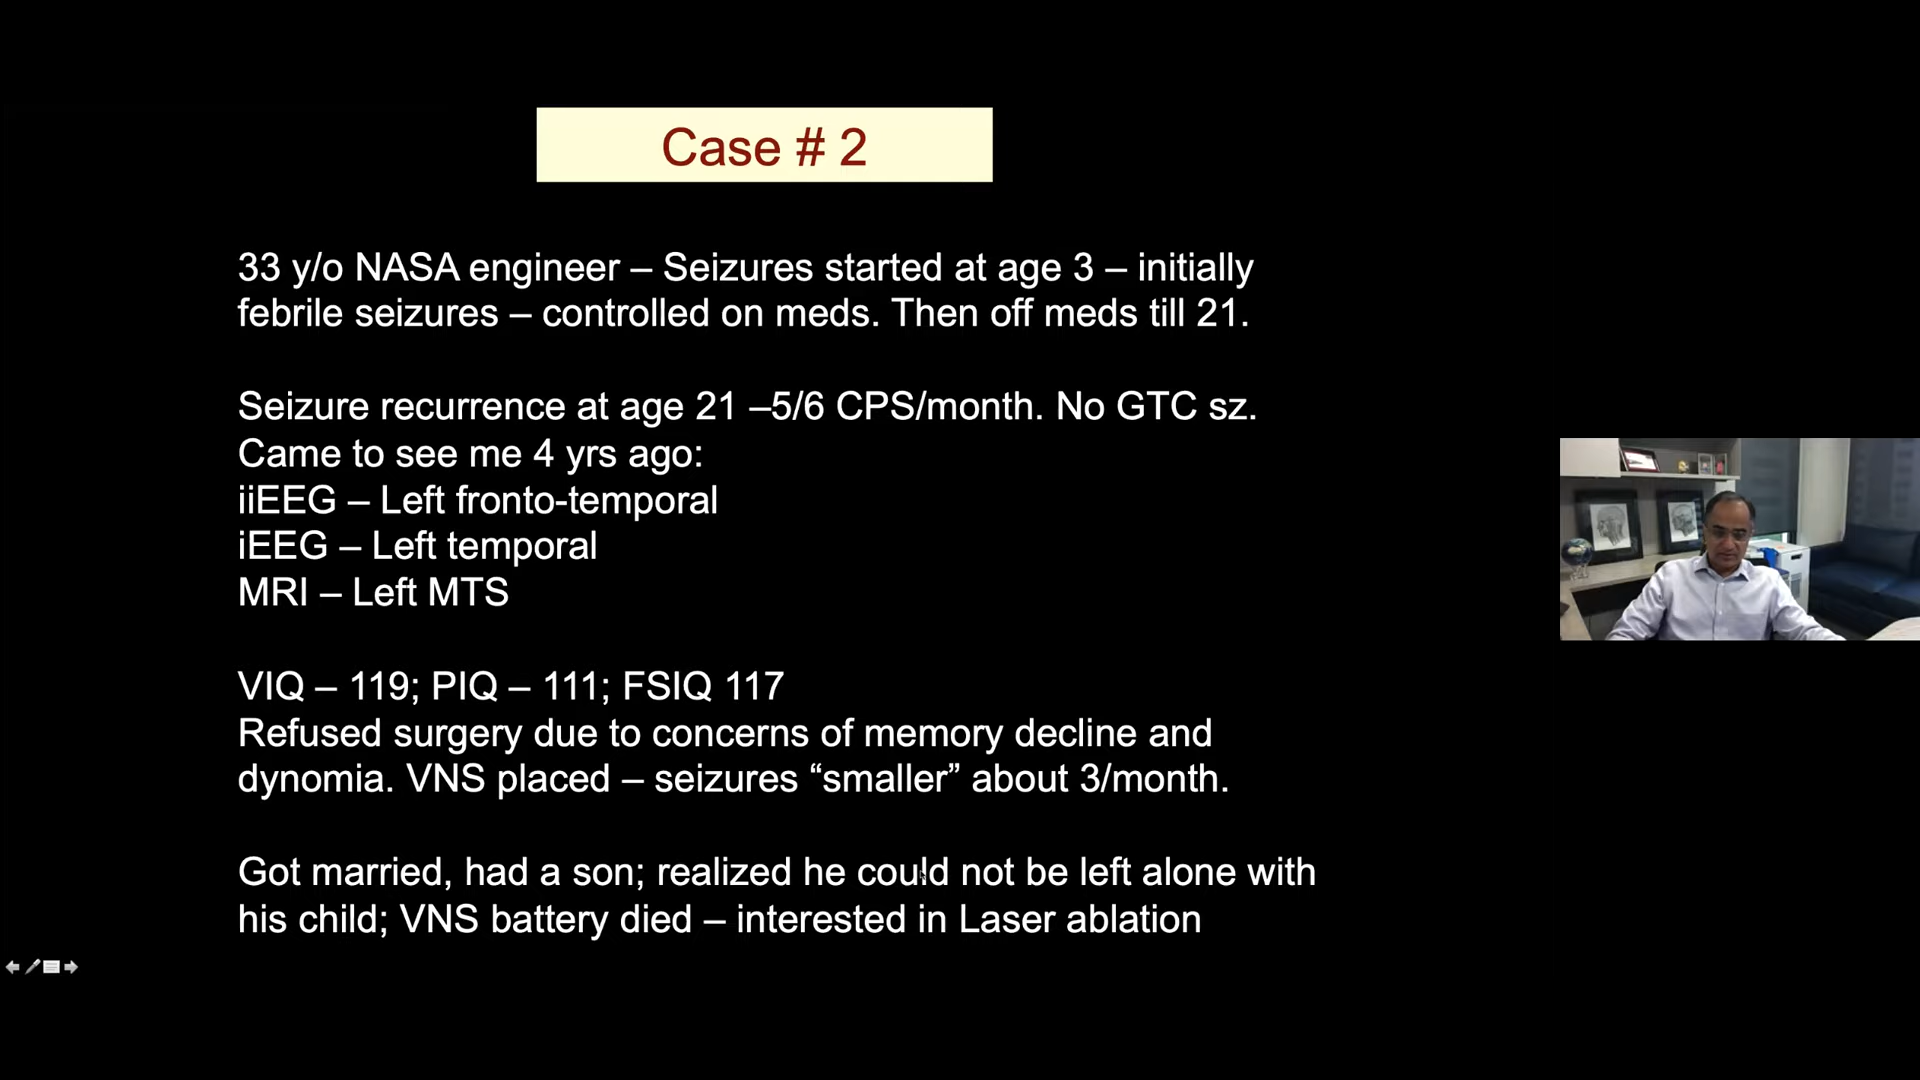 Case # 2
33 y/o NASA engineer – Seizures started at age 3 – initially
febrile seizures – controlled on meds. Then off meds till 21.
Seizure recurrence at age 21 –5/6 CPS/month. No GTC sz.
Came to see me 4 yrs ago:
iiEEG – Left fronto-temporal
iEEG – Left temporal
MRI – Left MTS
VIQ – 119; PIQ – 111; FSIQ 117
Refused surgery due to concerns of memory decline and
dynomia. VNS placed – seizures “smaller” about 3/month.
Got married, had a son; realized he could not be left alone with
his child; VNS battery died – interested in Laser ablation